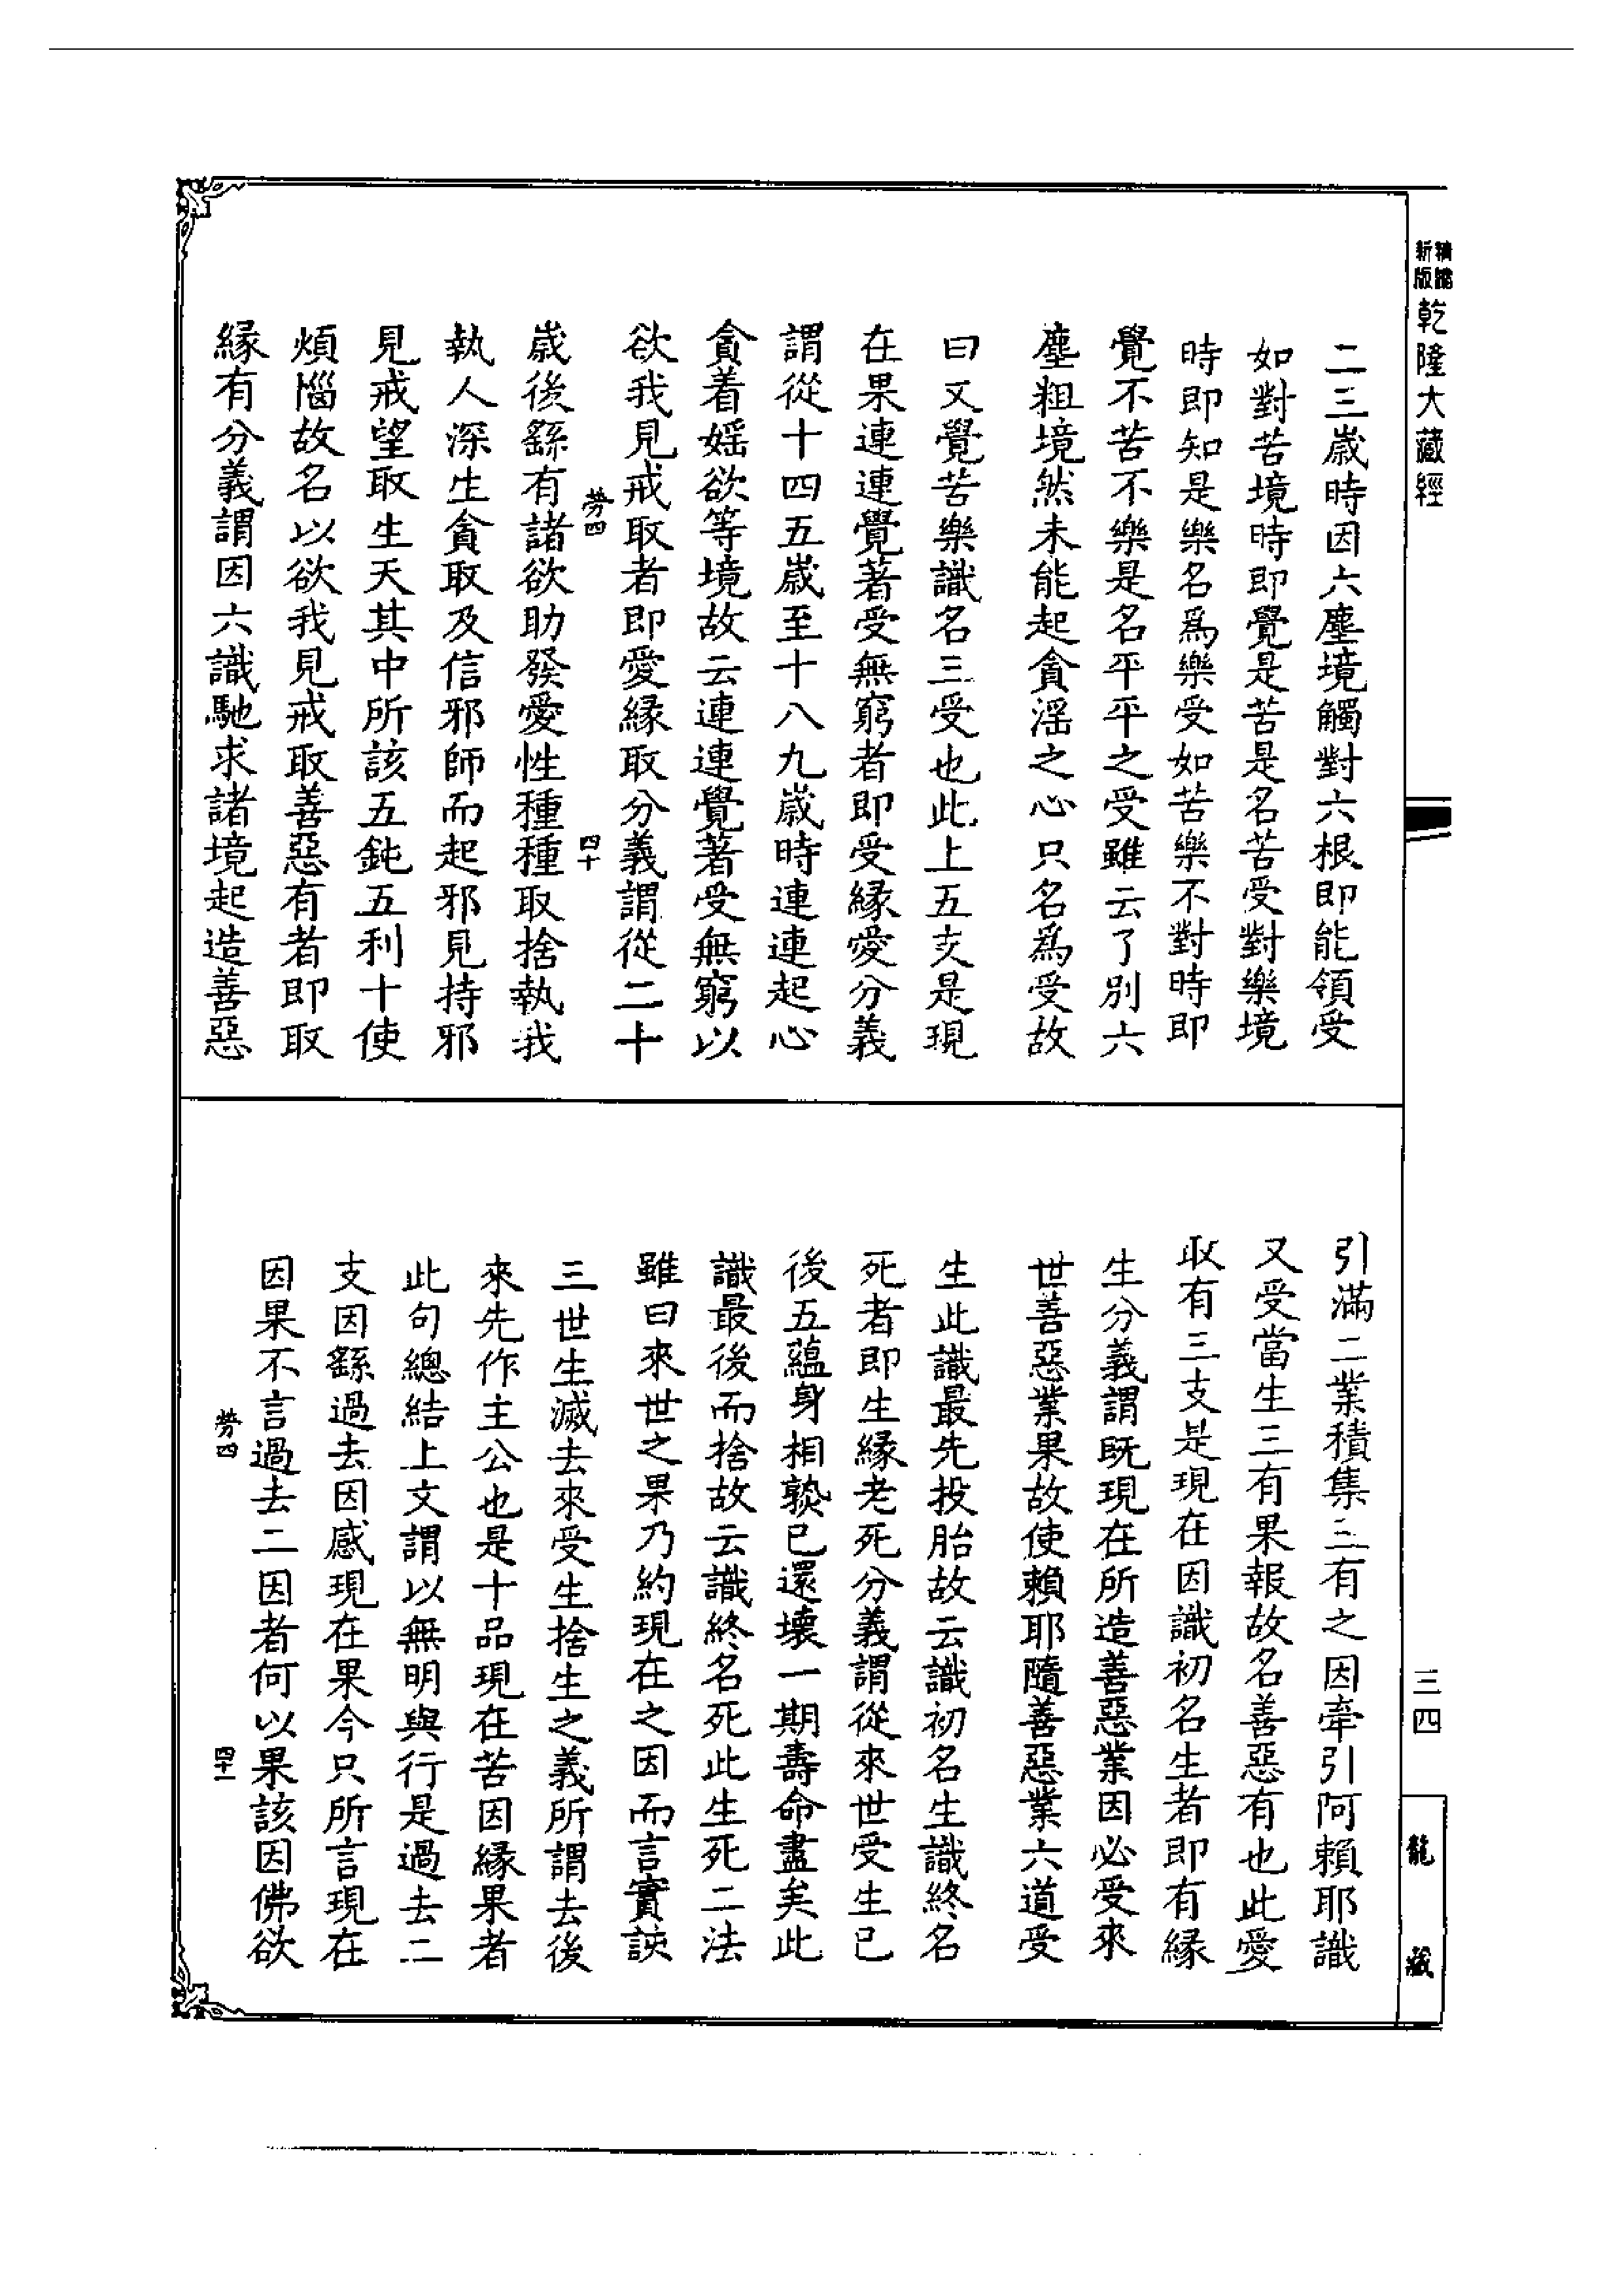 精譌新版
乾隆大藏經
二三歲時因六塵境觸對六根即能領受
如對苦境時即覺是苦是名苦受對樂境
時即知是樂名爲樂受如苦樂不對時即
覺不苦不樂是名平平之受雖云了別六
塵粗境然未能起貪淫之心只名爲受故
曰又覺苦樂識名三受也此上五支是現
在果連連覺著受無窮者即受緣愛分義
謂從十四五歲至十八九歲時連連起心
貪着婬欲等境故云連連覺著受無窮以
欲我見戒取者即愛緣取分義謂從二十
勞四
四十
歲後繇有諸欲助發愛性種種取捨執我
執人深生貪取及信邪師而起邪見持邪
見戒望取生天其中所該五鈍五利十使
煩惱故名以欲我見戒取善惡有者即取
緣有分義謂因六識馳求諸境起造善惡
引滿二業積集三有之因牽引阿賴耶識
又受當生三有果報故名善惡有也此愛
取有三支是現在因識初名生者即有緣
生分義謂既現在所造善惡業因必受來
世善惡業果故使賴耶隨善惡業六道受
生此識最先投胎故云識初名生識終名
死者即生緣老死分義謂從來世受生已
後五蘊身相熟已還壞一期壽命盡矣此
識最後而捨故云識終名死此生死二法
雖曰來世之果乃約現在之因而言實談
三世生滅去來受生捨生之義所謂去後
來先作主公也是十品現在苦因緣果者
此句總結上文謂以無明與行是過去二
支因繇過去因感現在果今只所言現在
因果不言過去二因者何以果該因佛欲
勞四
四十一
三四
龍藏